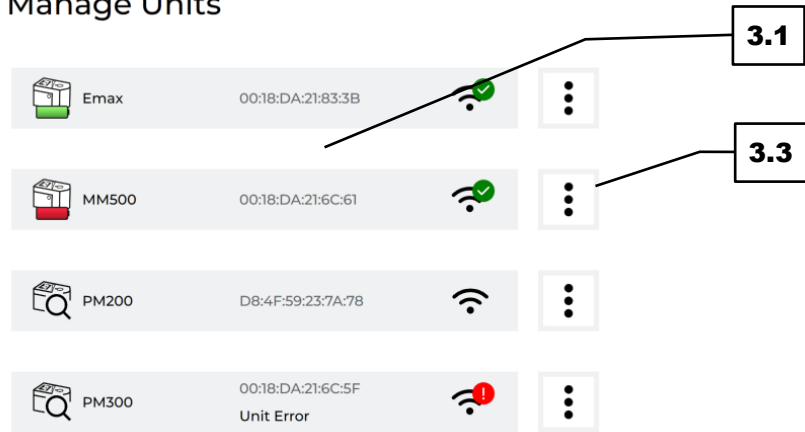 Manage Units
3.1
Emax 00:18:DA:21:83:3B
3.3
MM500 00:18:DA:21:6C:61
PM200 D8:4F:59:23:7A:78
PM300 00:18:DA:21:6C:5F
Unit Error